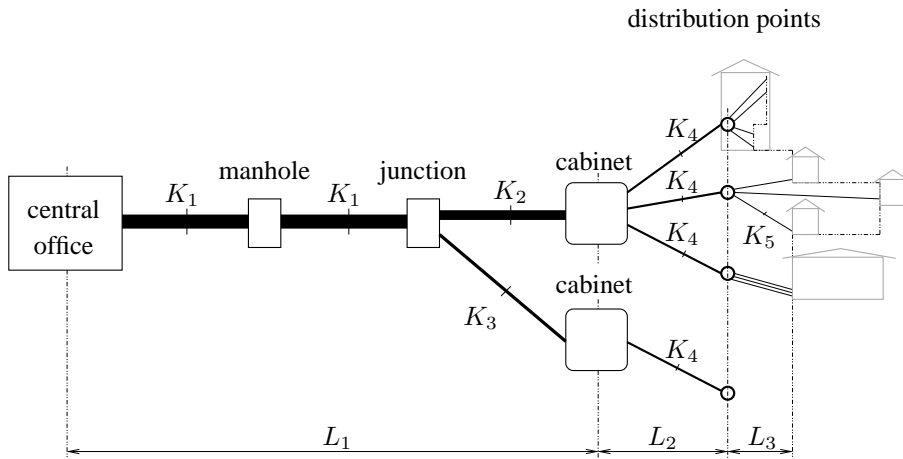 distribution points
K4
cabinet
manhole
junction
K1
K1
K2
K4
central
office
K4
K5
cabinet
K3
K4
L1
L2
L3